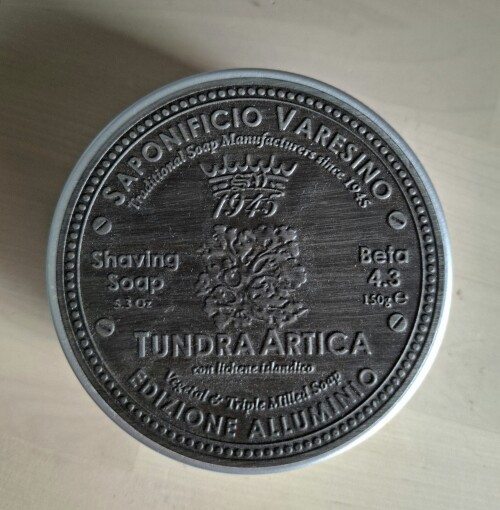 SAPONIFICIO VARESINO
Traditional Soap Manufacturers since 1945
1945
Shaving Soap
5.3 Oz
Beta 4.3
150g e
TUNDRA ARTICA
con lichene islandico
Vegetal & Triple Milled Soap
EDIZIONE ALLUMINIO